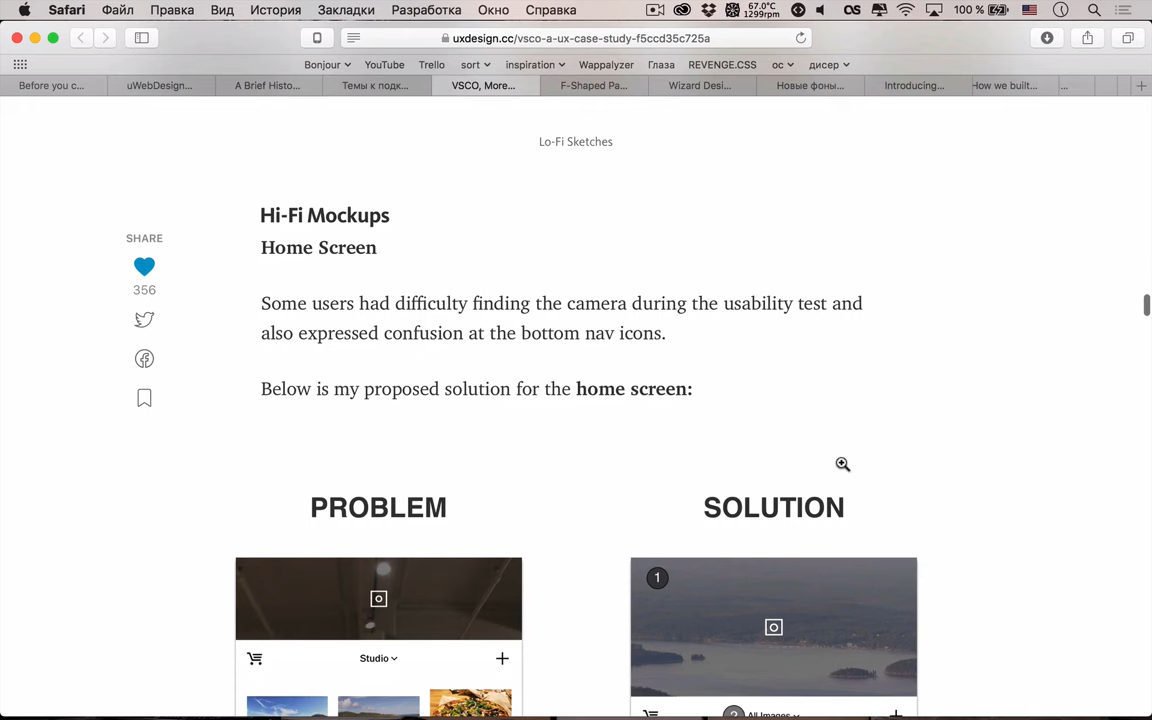 Safari Файл Правка Вид История Закладки Разработка Окно Справка 67.0°C 1299rpm 100 %
uxdesign.cc/vsco-a-ux-case-study-f5ccd35c725a
Bonjour YouTube Trello sort inspiration Wappalyzer Глаза REVENGE.CSS ос дисер
Before you c... uWebDesign... A Brief Histo... Темы к подк... VSCO, More... F-Shaped Pa... Wizard Desi... Новые фоны... Introducing... How we built... ...
Lo-Fi Sketches
Hi-Fi Mockups
SHARE
Home Screen
356
Some users had difficulty finding the camera during the usability test and
also expressed confusion at the bottom nav icons.
Below is my proposed solution for the home screen:
PROBLEM SOLUTION
1
Studio
2 All Images